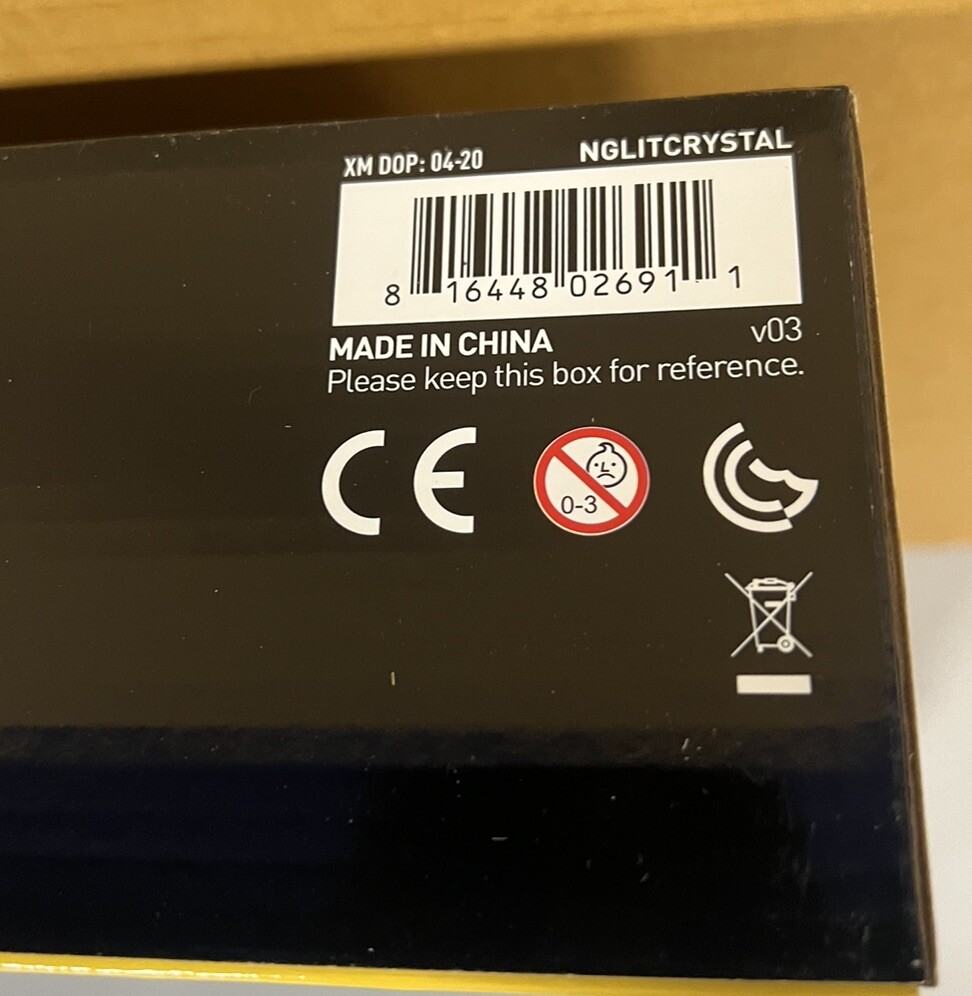 XM DOP: 04-20
NGLITCRYSTAL
8 16448 02691 1
MADE IN CHINA
v03
Please keep this box for reference.
CE
0-3